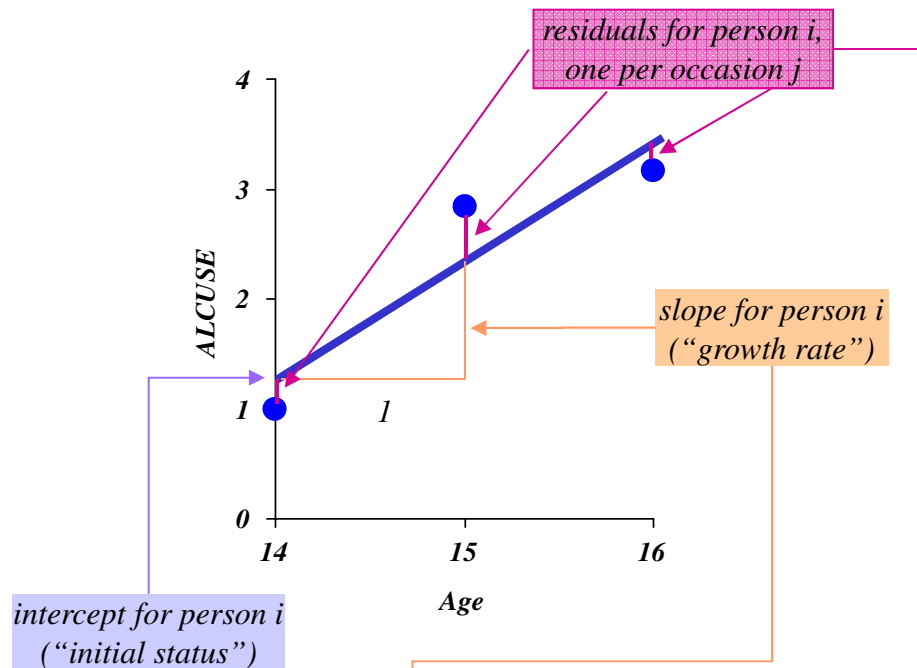 residuals for person i,
one per occasion j
4
3
2
1
0
ALCUSE
slope for person i
(“growth rate”)
1
14 15 16
Age
intercept for person i
(“initial status”)